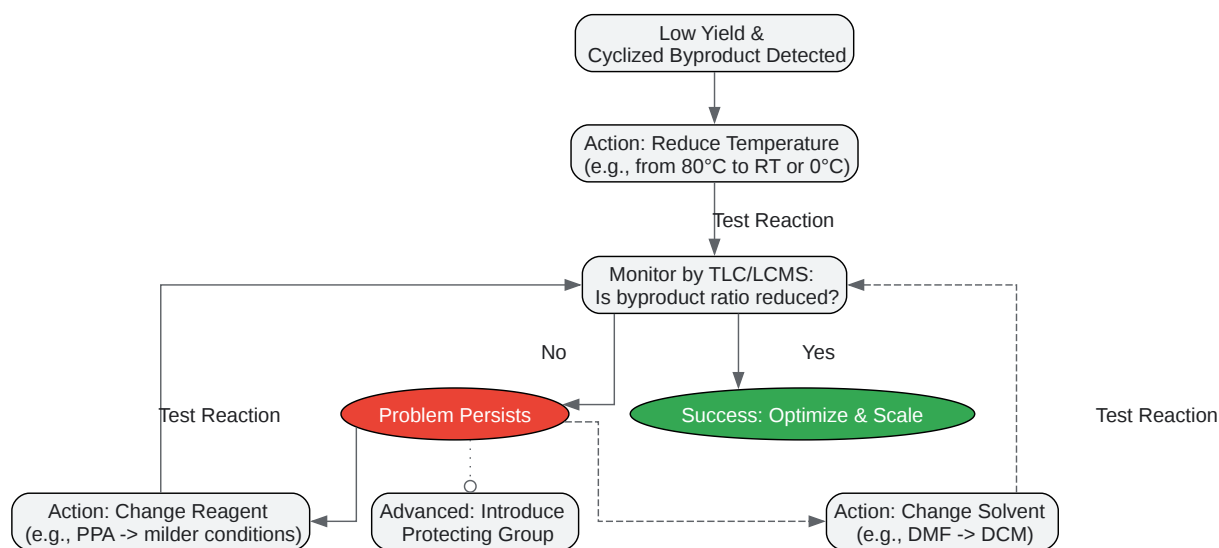 Low Yield &
Cyclized Byproduct Detected
Action: Reduce Temperature
(e.g., from 80°C to RT or 0°C)
Test Reaction
Monitor by TLC/LCMS:
Is byproduct ratio reduced?
No
Yes
Test Reaction
Problem Persists
Success: Optimize & Scale
Test Reaction
Action: Change Reagent
(e.g., PPA -> milder conditions)
Advanced: Introduce
Protecting Group
Action: Change Solvent
(e.g., DMF -> DCM)